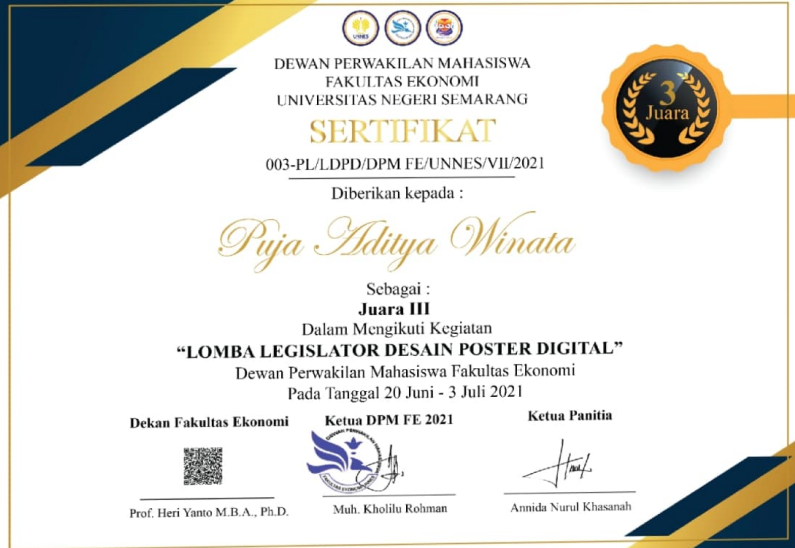 UNNES
DEWAN PERWAKILAN MAHASISWA
FAKULTAS EKONOMI
UNIVERSITAS NEGERI SEMARANG
SERTIFIKAT
003-PL/LDPD/DPM FE/UNNES/VII/2021
3
Juara
Diberikan kepada :
Puja Aditya Winata
Sebagai :
Juara III
Dalam Mengikuti Kegiatan
“LOMBA LEGISLATOR DESAIN POSTER DIGITAL”
Dewan Perwakilan Mahasiswa Fakultas Ekonomi
Pada Tanggal 20 Juni - 3 Juli 2021
Dekan Fakultas Ekonomi
Prof. Heri Yanto M.B.A., Ph.D.
Ketua DPM FE 2021
Muh. Kholilu Rohman
Ketua Panitia
Annida Nurul Khasanah